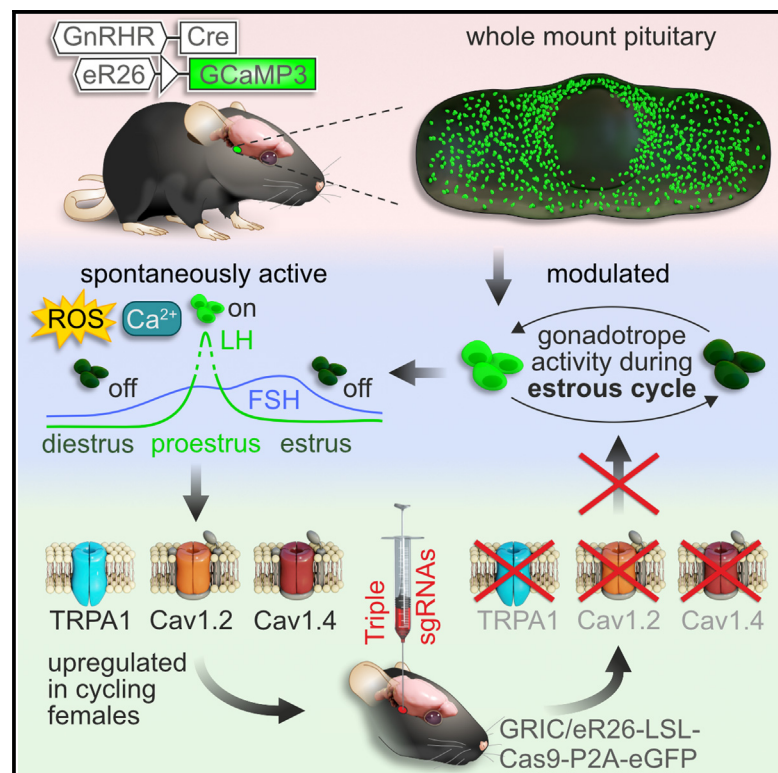 GnRHR Cre
eR26 GCaMP3
whole mount pituitary
spontaneously active
modulated
ROS Ca²⁺ on
LH
off
FSH
off
diestrus proestrus estrus
gonadotrope
activity during
estrous cycle
TRPA1 Cav1.2 Cav1.4
upregulated
in cycling
females
Triple
sgRNAs
TRPA1 Cav1.2 Cav1.4
GRIC/eR26-LSL-
Cas9-P2A-eGFP